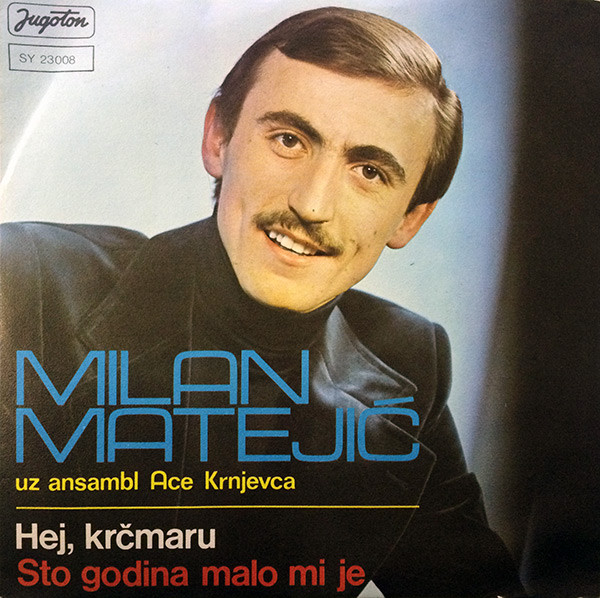 Jugoton
SY 23008
MILAN
MATEJIĆ
uz ansambl Ace Krnjevca
Hej, krčmaru
Sto godina malo mi je